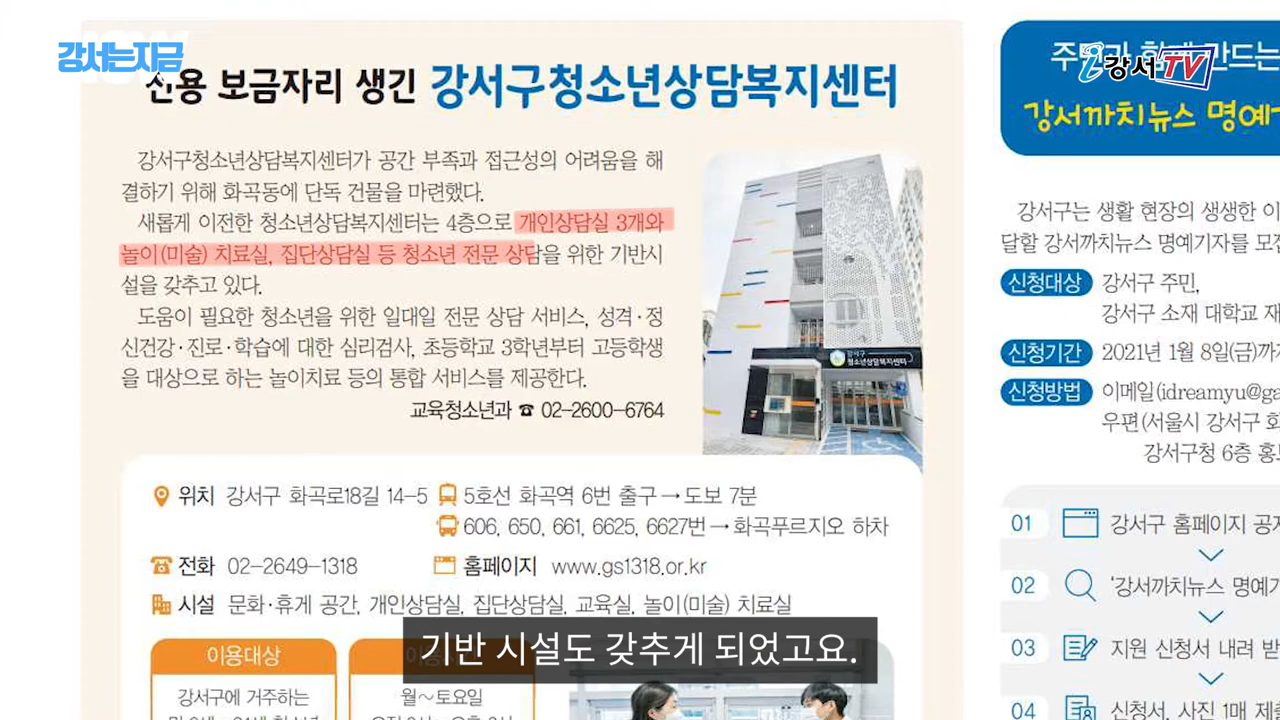 강서는지금
i강서TV
전용 보금자리 생긴 강서구청소년상담복지센터
강서구청소년상담복지센터가 공간 부족과 접근성의 어려움을 해
결하기 위해 화곡동에 단독 건물을 마련했다.
새롭게 이전한 청소년상담복지센터는 4층으로 개인상담실 3개와
놀이(미술) 치료실, 집단상담실 등 청소년 전문 상담을 위한 기반시
설을 갖추고 있다.
도움이 필요한 청소년을 위한 일대일 전문 상담 서비스, 성격·정
신건강·진로·학습에 대한 심리검사, 초등학교 3학년부터 고등학생
을 대상으로 하는 놀이치료 등의 통합 서비스를 제공한다.
교육청소년과 ☎ 02-2600-6764
강서구
청소년상담복지센터
위치 강서구 화곡로18길 14-5 5호선 화곡역 6번 출구→도보 7분
606, 650, 661, 6625, 6627번→화곡푸르지오 하차
전화 02-2649-1318 홈페이지 www.gs1318.or.kr
시설 문화·휴게 공간, 개인상담실, 집단상담실, 교육실, 놀이(미술) 치료실
이용대상
강서구에 거주하는
월~토요일
기반 시설도 갖추게 되었고요.
주민과 함께 만드는
강서까치뉴스 명예
강서구는 생활 현장의 생생한 이
달할 강서까치뉴스 명예기자를 모
신청대상 강서구 주민,
강서구 소재 대학교 재
신청기간 2021년 1월 8일(금)까
신청방법 이메일(idreamyu@ga
우편(서울시 강서구 화
강서구청 6층 홍
01 강서구 홈페이지 공
02 '강서까치뉴스 명예기
03 지원 신청서 내려 받
04 신청서, 사진 1매 제